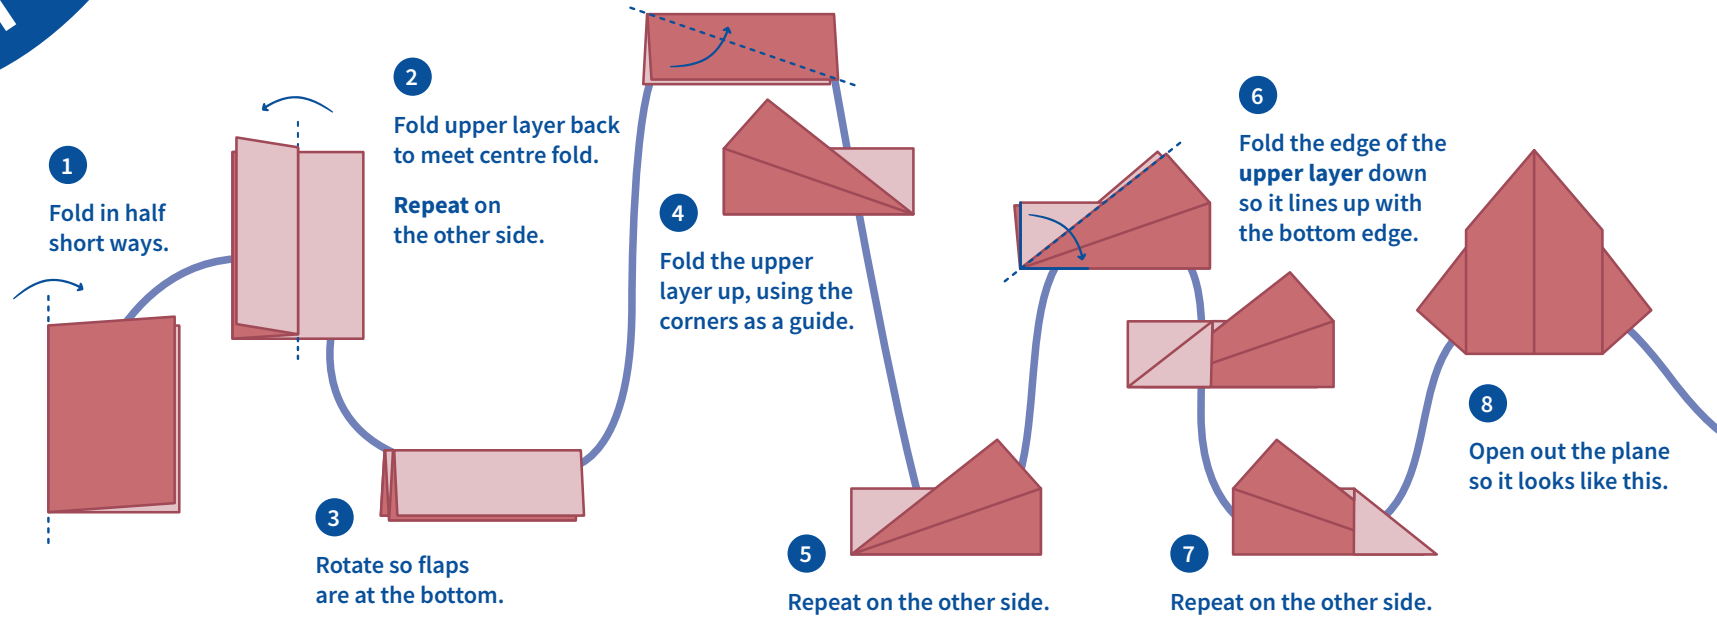 1
Fold in half
short ways.
2
Fold upper layer back
to meet centre fold.
Repeat on
the other side.
3
Rotate so flaps
are at the bottom.
4
Fold the upper
layer up, using the
corners as a guide.
5
Repeat on the other side.
6
Fold the edge of the
upper layer down
so it lines up with
the bottom edge.
7
Repeat on the other side.
8
Open out the plane
so it looks like this.